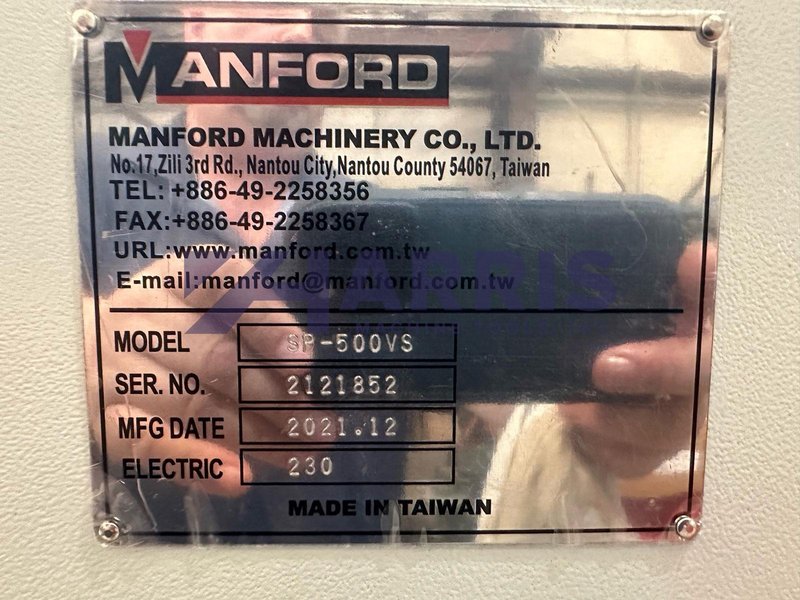 MANFORD
MANFORD MACHINERY CO., LTD.
No.17,Zili 3rd Rd., Nantou City,Nantou County 54067, Taiwan
TEL: +886-49-2258356
FAX:+886-49-2258367
URL:www.manford.com.tw
E-mail:manford@manford.com.tw
HARRIS
MODEL SP-500VS
SER. NO. 2121852
MFG DATE 2021.12
ELECTRIC 230
MADE IN TAIWAN